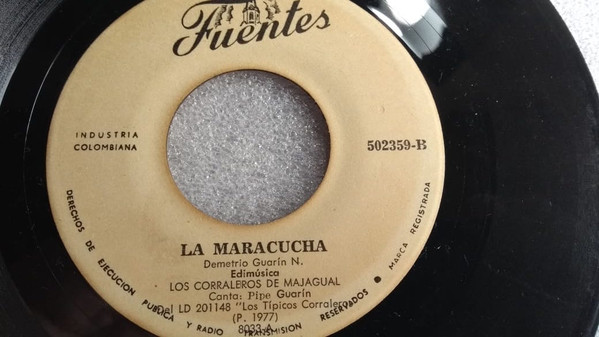 Fuentes
INDUSTRIA
COLOMBIANA
502359-B
LA MARACUCHA
Demetrio Guarín N.
Edimúsica
LOS CORRALEROS DE MAJAGUAL
Canta: Pipe Guarín
Del LD 201148 "Los Típicos Corraleros
(P. 1977)
8033-A
DERECHOS DE EJECUCION PUBLICA Y RADIO TRANSMISION RESERVADOS • MARCA REGISTRADA